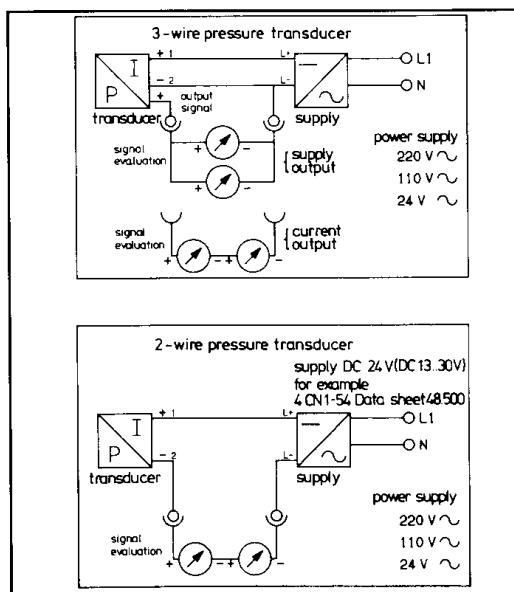 3-wire pressure transducer
+ 1
L+
I
P
- 2
L-
+
output
signal
transducer
supply
L1
N
signal
evaluation
+ -
+ -
supply
output
power supply
220 V ~
110 V ~
24 V ~
signal
evaluation
+ - + -
current
output
2-wire pressure transducer
supply DC 24 V (DC 13..30V)
for example
4 CN1-54 Data sheet 48.500
+ 1
L+
I
P
- 2
L-
transducer
supply
L1
N
signal
evaluation
+ - + -
power supply
220 V ~
110 V ~
24 V ~